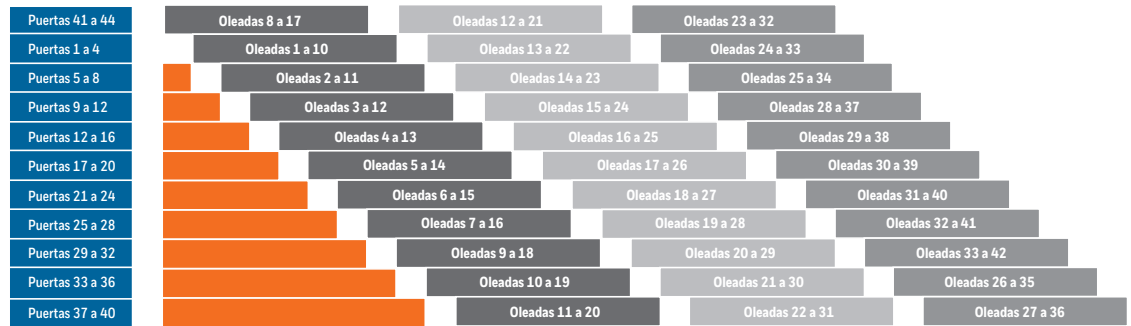 Puertas 41 a 44 Oleadas 8 a 17 Oleadas 12 a 21 Oleadas 23 a 32
Puertas 1 a 4 Oleadas 1 a 10 Oleadas 13 a 22 Oleadas 24 a 33
Puertas 5 a 8 Oleadas 2 a 11 Oleadas 14 a 23 Oleadas 25 a 34
Puertas 9 a 12 Oleadas 3 a 12 Oleadas 15 a 24 Oleadas 28 a 37
Puertas 12 a 16 Oleadas 4 a 13 Oleadas 16 a 25 Oleadas 29 a 38
Puertas 17 a 20 Oleadas 5 a 14 Oleadas 17 a 26 Oleadas 30 a 39
Puertas 21 a 24 Oleadas 6 a 15 Oleadas 18 a 27 Oleadas 31 a 40
Puertas 25 a 28 Oleadas 7 a 16 Oleadas 19 a 28 Oleadas 32 a 41
Puertas 29 a 32 Oleadas 9 a 18 Oleadas 20 a 29 Oleadas 33 a 42
Puertas 33 a 36 Oleadas 10 a 19 Oleadas 21 a 30 Oleadas 26 a 35
Puertas 37 a 40 Oleadas 11 a 20 Oleadas 22 a 31 Oleadas 27 a 36